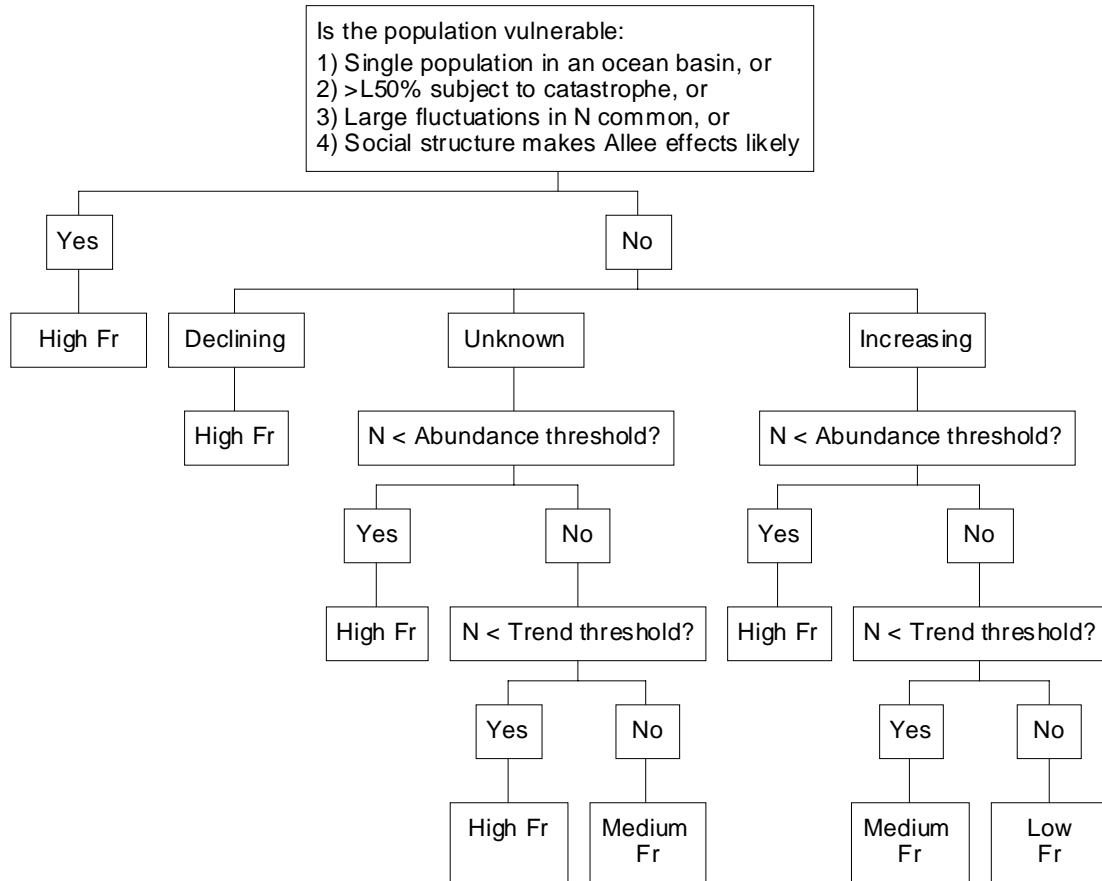 Is the population vulnerable:
1) Single population in an ocean basin, or
2) >L50% subject to catastrophe, or
3) Large fluctuations in N common, or
4) Social structure makes Allee effects likely
Yes
No
High Fr
Declining
Unknown
Increasing
High Fr
N < Abundance threshold?
N < Abundance threshold?
Yes
No
Yes
No
High Fr
N < Trend threshold?
High Fr
N < Trend threshold?
Yes
No
Yes
No
High Fr
Medium
Fr
Medium
Fr
Low
Fr